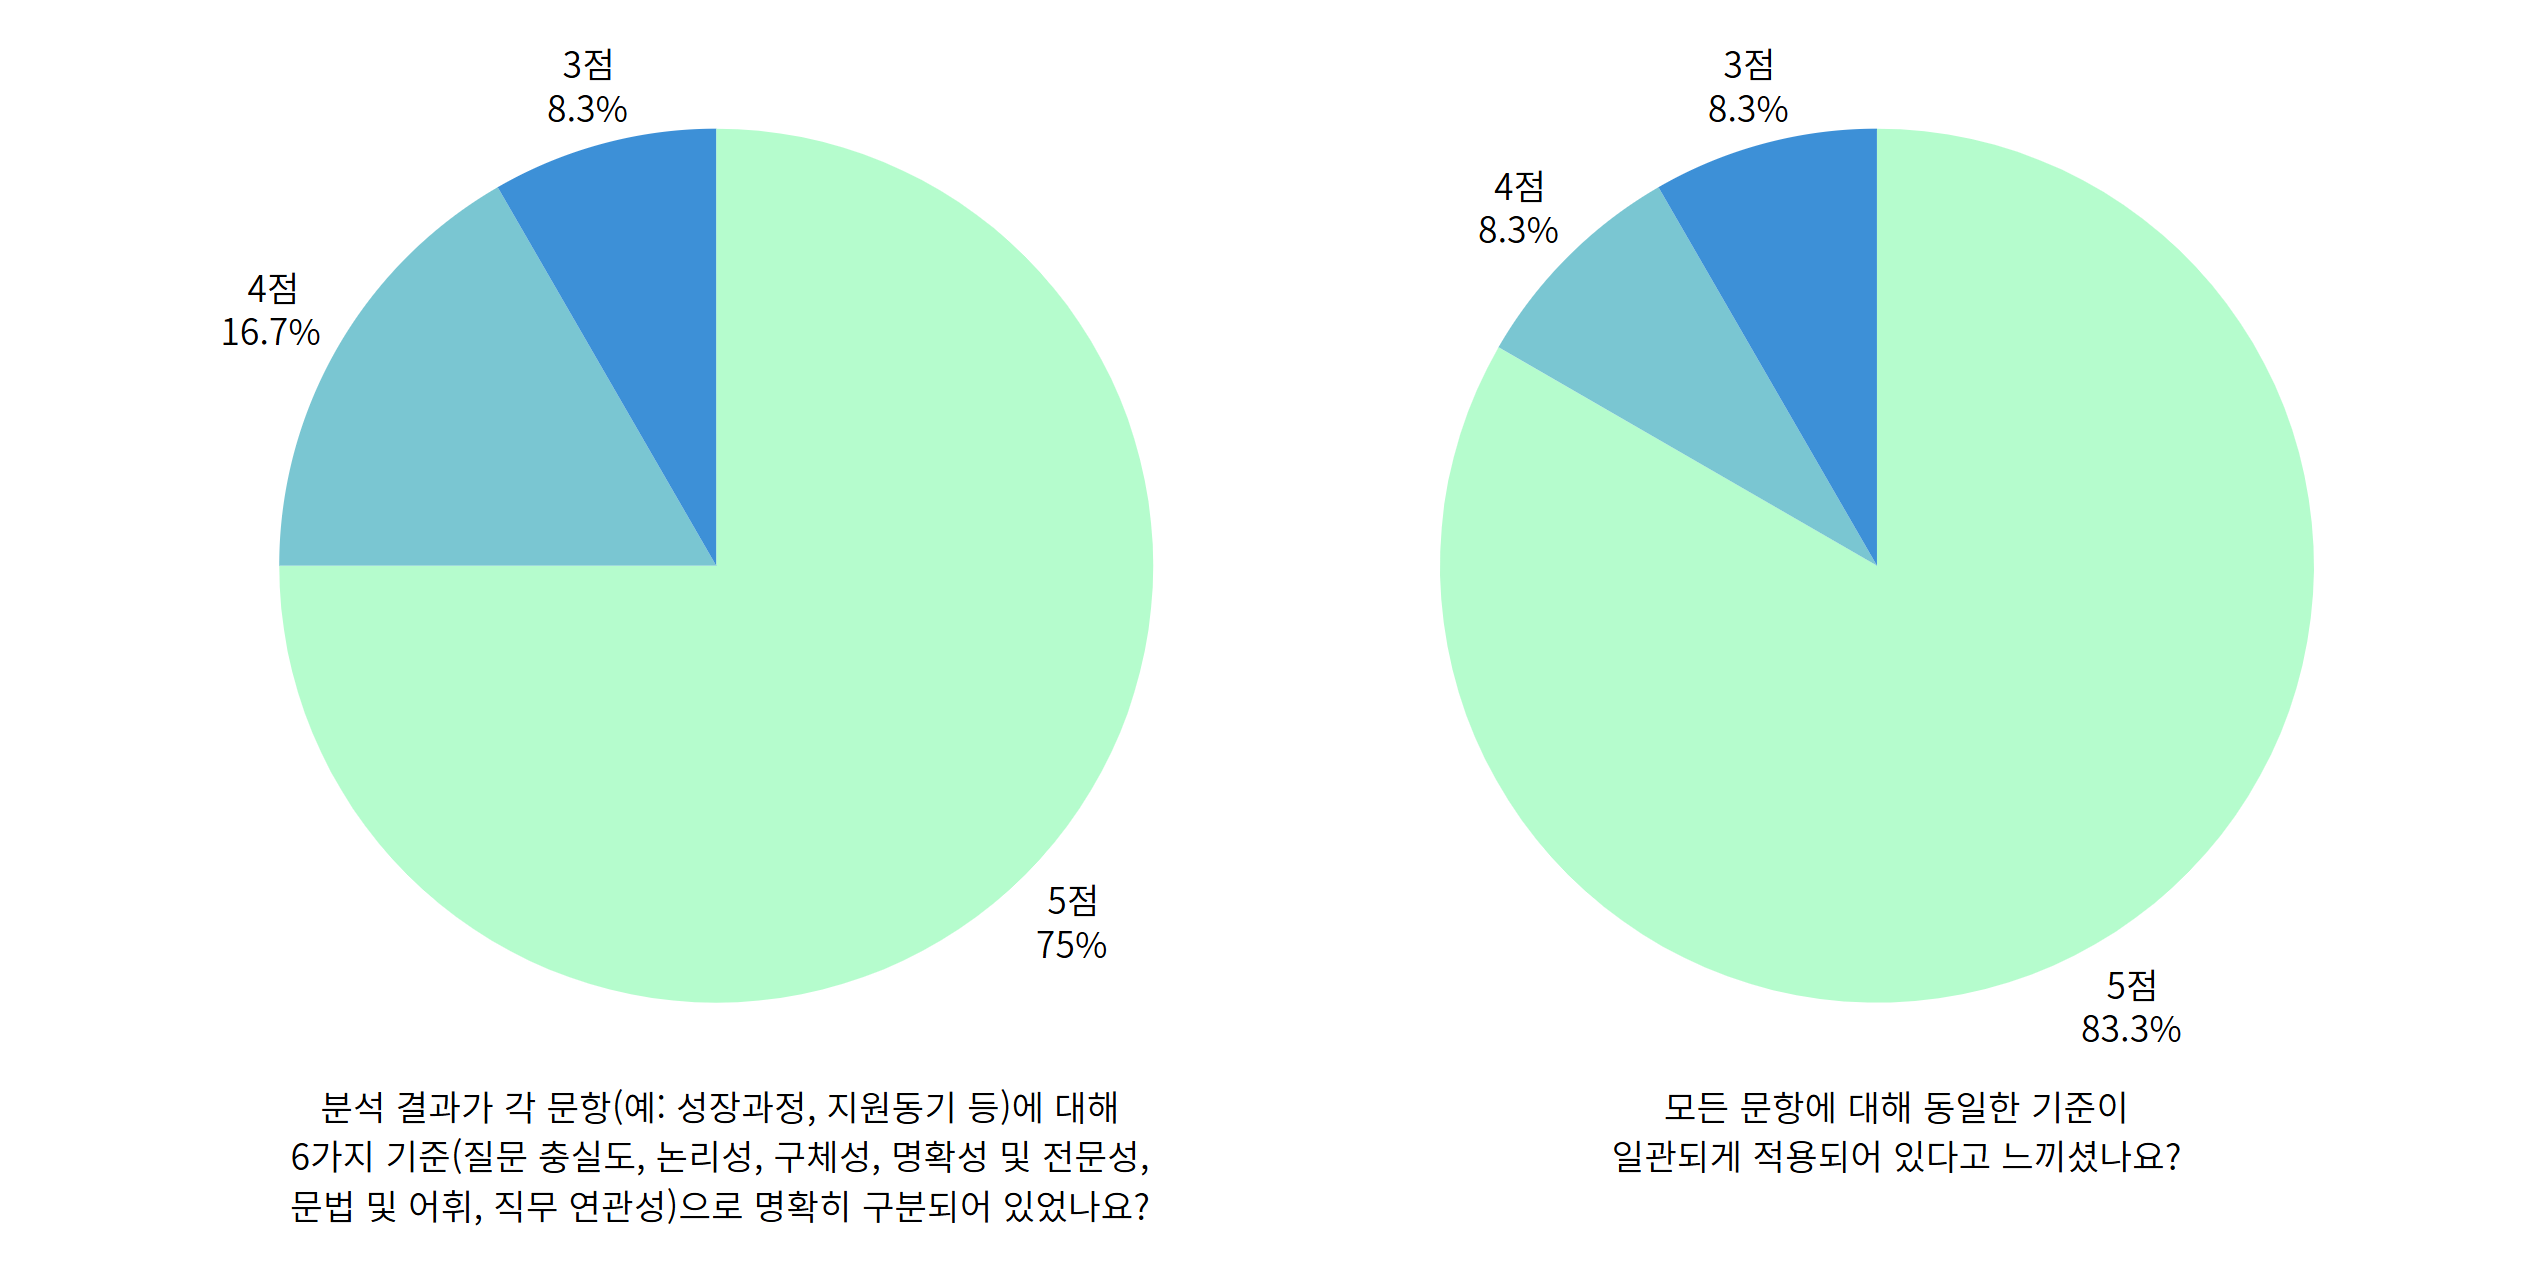 3점
8.3%
4점
16.7%
5점
75%
분석 결과가 각 문항(예: 성장과정, 지원동기 등)에 대해
6가지 기준(질문 충실도, 논리성, 구체성, 명확성 및 전문성,
문법 및 어휘, 직무 연관성)으로 명확히 구분되어 있었나요?
3점
8.3%
4점
8.3%
5점
83.3%
모든 문항에 대해 동일한 기준이
일관되게 적용되어 있다고 느끼셨나요?